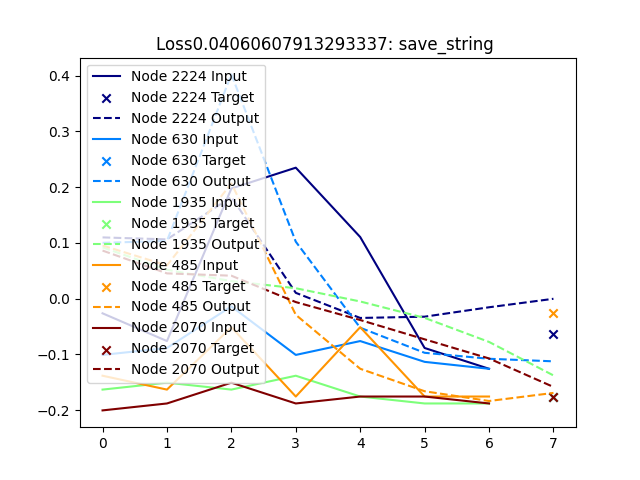 Loss0.04060607913293337: save_string
Node 2224 Input
Node 2224 Target
Node 2224 Output
Node 630 Input
Node 630 Target
Node 630 Output
Node 1935 Input
Node 1935 Target
Node 1935 Output
Node 485 Input
Node 485 Target
Node 485 Output
Node 2070 Input
Node 2070 Target
Node 2070 Output
0.4
0.3
0.2
0.1
0.0
−0.1
−0.2
0 1 2 3 4 5 6 7